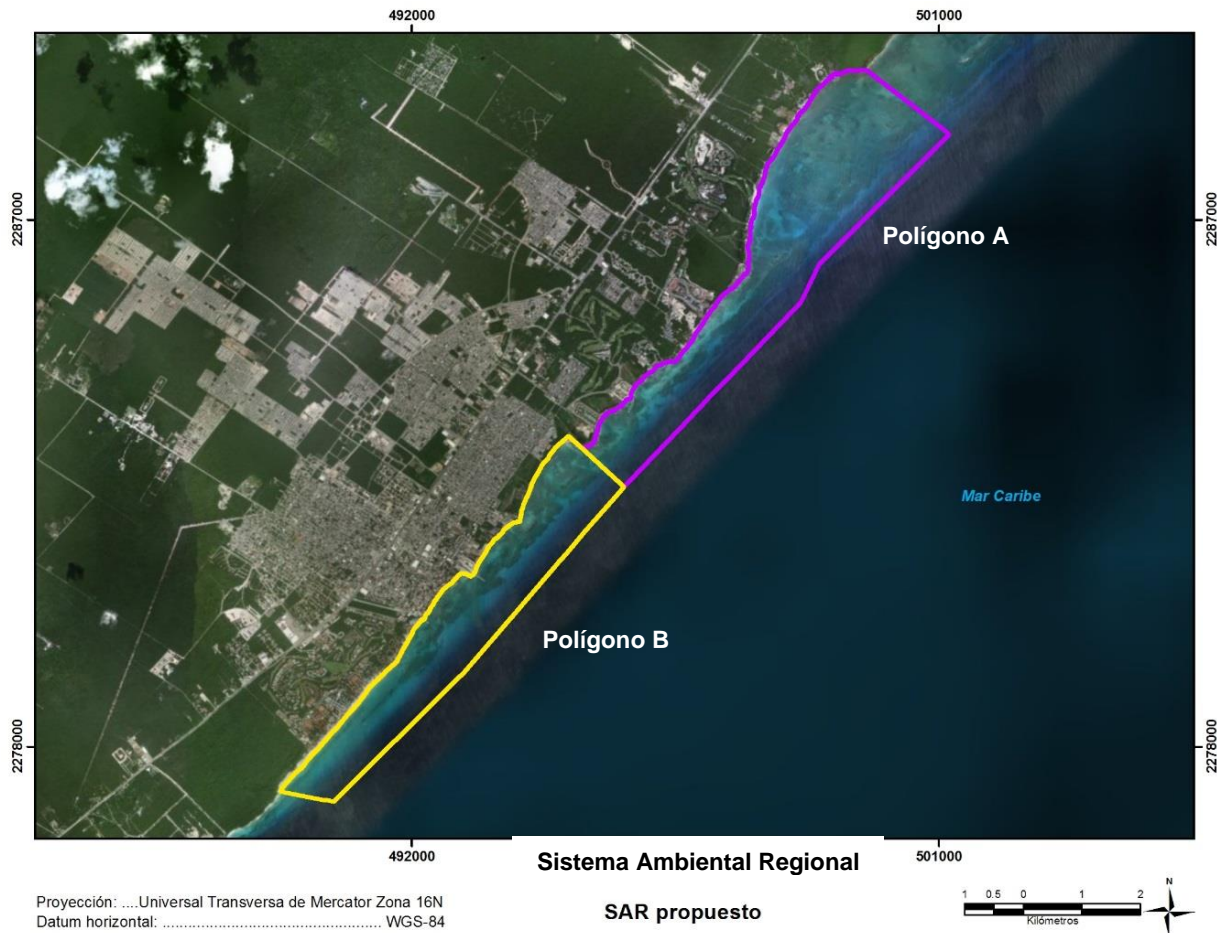 492000 501000
2287000 2287000
Polígono A
Mar Caribe
Polígono B
2278000 2278000
492000 501000
Sistema Ambiental Regional
SAR propuesto
Proyección: ....Universal Transversa de Mercator Zona 16N
Datum horizontal: ................................................ WGS-84
1 0.5 0 1 2
Kilómetros
N